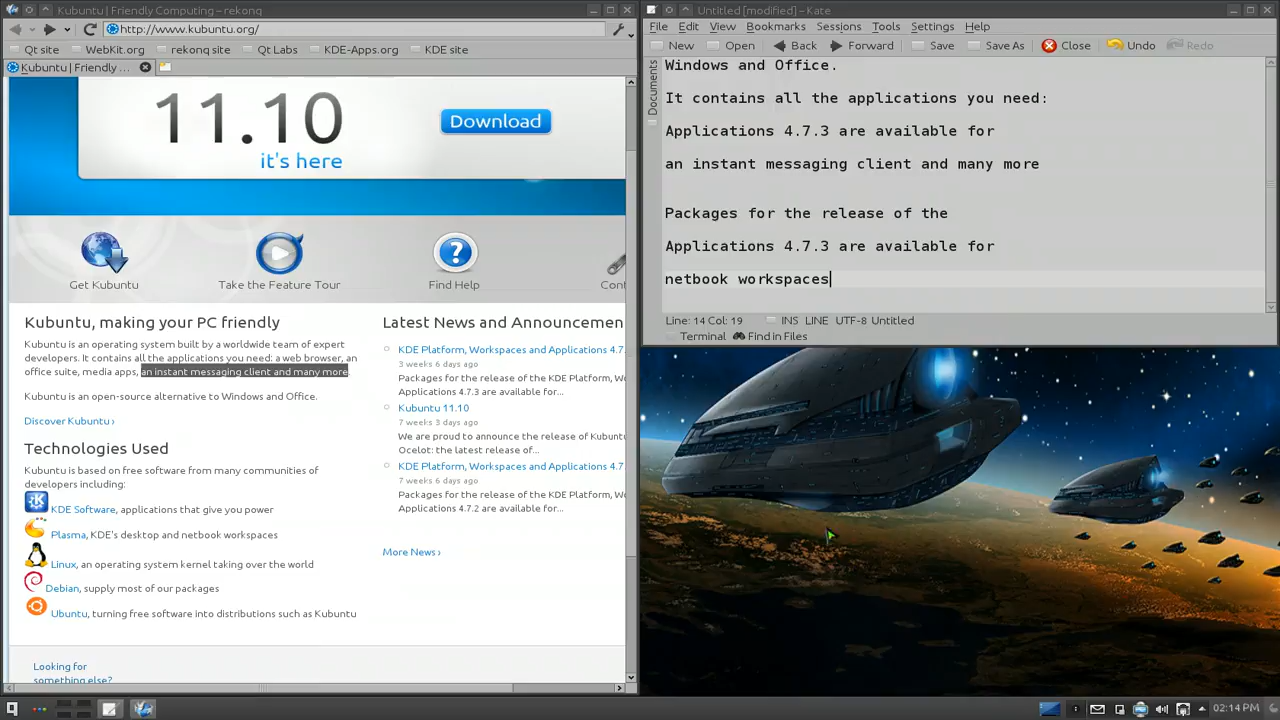 Kubuntu | Friendly Computing – rekonq
http://www.kubuntu.org/
Qt site WebKit.org rekonq site Qt Labs KDE-Apps.org KDE site
Kubuntu | Friendly ...
11.10
it's here
Download
Get Kubuntu
Take the Feature Tour
Find Help
Kubuntu, making your PC friendly
Kubuntu is an operating system built by a worldwide team of expert
developers. It contains all the applications you need: a web browser, an
office suite, media apps, an instant messaging client and many more.
Kubuntu is an open-source alternative to Windows and Office.
Discover Kubuntu ›
Technologies Used
Kubuntu is based on free software from many communities of
developers including:
KDE Software, applications that give you power
Plasma, KDE's desktop and netbook workspaces
Linux, an operating system kernel taking over the world
Debian, supply most of our packages
Ubuntu, turning free software into distributions such as Kubuntu
Looking for
something else?
Latest News and Announcemen
KDE Platform, Workspaces and Applications 4.7.
3 weeks 6 days ago
Packages for the release of the KDE Platform, Wo
Applications 4.7.3 are available for...
Kubuntu 11.10
7 weeks 3 days ago
We are proud to announce the release of Kubuntu
Ocelot: the latest release of...
KDE Platform, Workspaces and Applications 4.7.
7 weeks 6 days ago
Packages for the release of the KDE Platform, Wo
Applications 4.7.2 are available for...
More News ›
Untitled [modified] – Kate
File Edit View Bookmarks Sessions Tools Settings Help
New Open Back Forward Save Save As Close Undo Redo
Documents
Windows and Office.
It contains all the applications you need:
Applications 4.7.3 are available for
an instant messaging client and many more
Packages for the release of the
Applications 4.7.3 are available for
netbook workspaces
Line: 14 Col: 19 INS LINE UTF-8 Untitled
Terminal Find in Files
02:14 PM